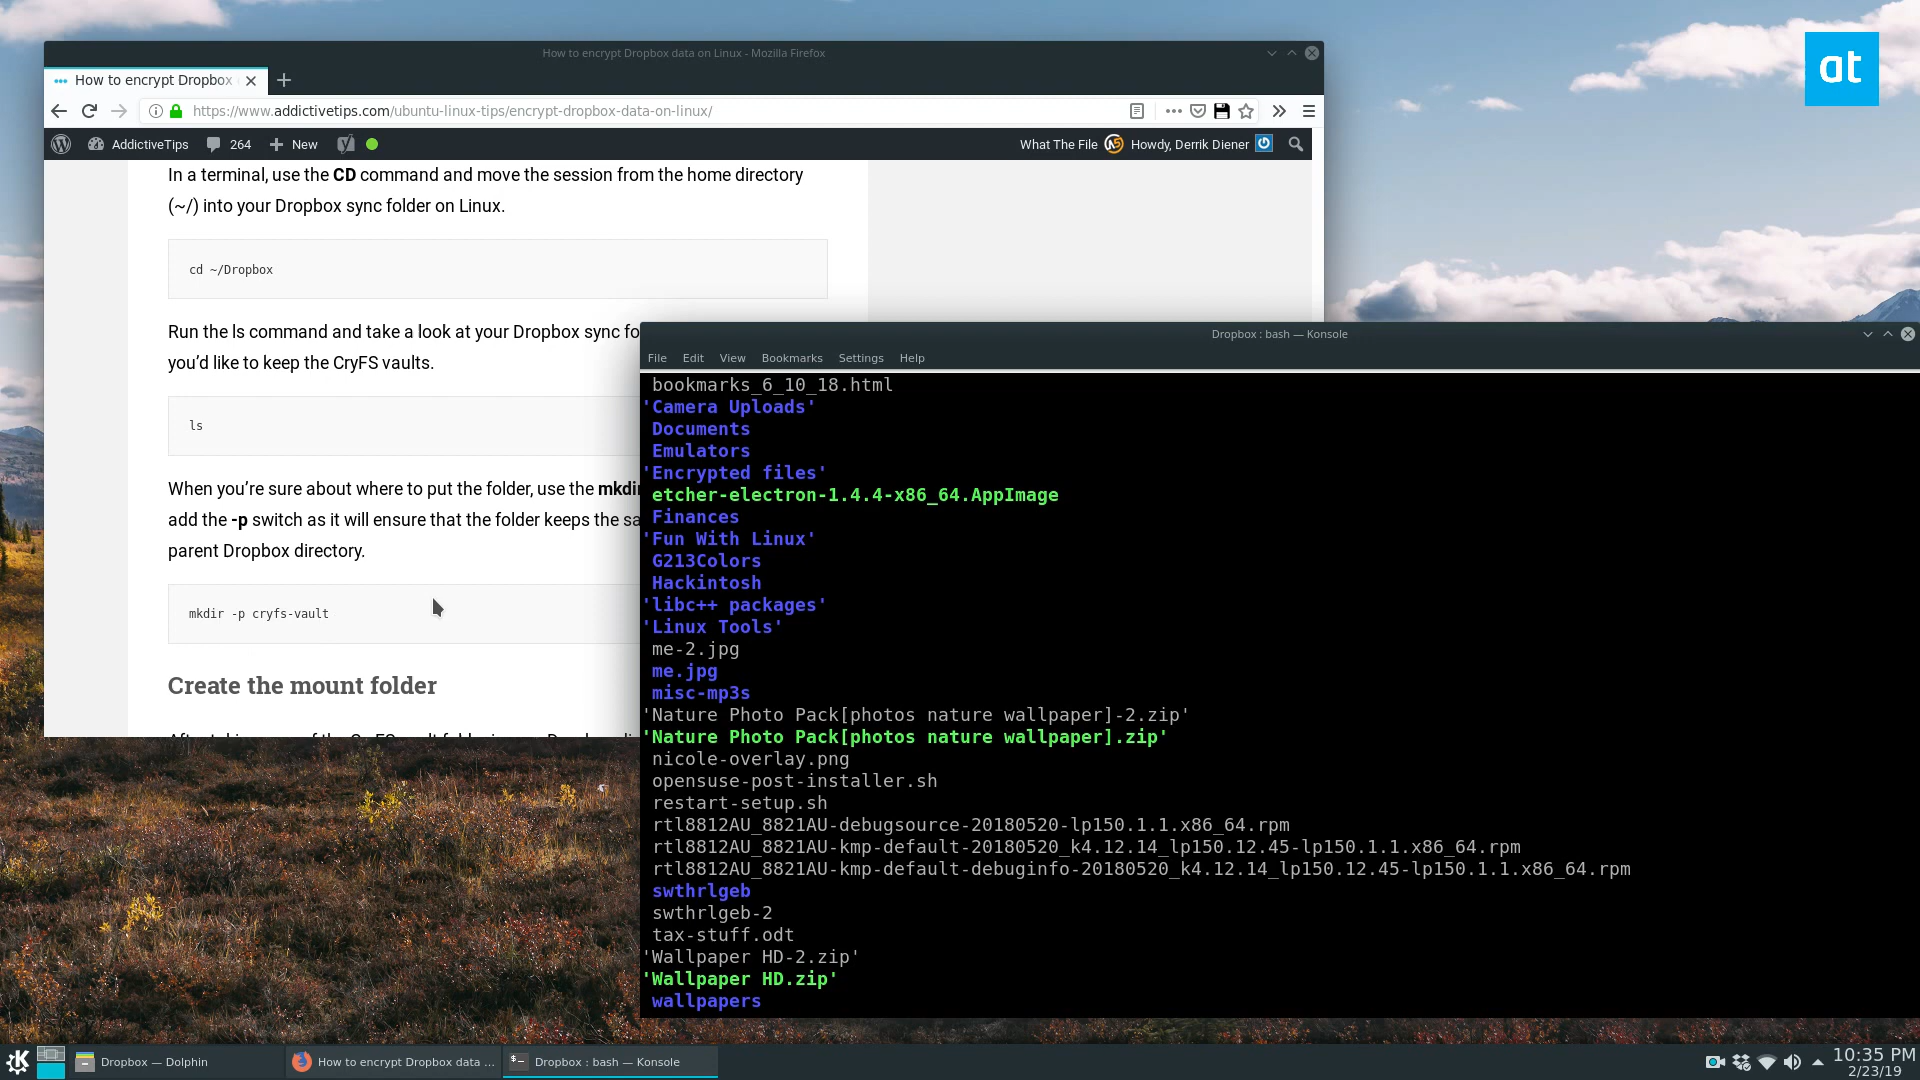 How to encrypt Dropbox data on Linux - Mozilla Firefox
How to encrypt Dropbox
https://www.addictivetips.com/ubuntu-linux-tips/encrypt-dropbox-data-on-linux/
AddictiveTips 264 New What The File Howdy, Derrik Diener
In a terminal, use the CD command and move the session from the home directory
(~/) into your Dropbox sync folder on Linux.
cd ~/Dropbox
Run the ls command and take a look at your Dropbox sync fo
you’d like to keep the CryFS vaults.
ls
When you’re sure about where to put the folder, use the mkdir
add the -p switch as it will ensure that the folder keeps the sa
parent Dropbox directory.
mkdir -p cryfs-vault
Create the mount folder
at
Dropbox : bash — Konsole
File Edit View Bookmarks Settings Help
bookmarks_6_10_18.html
'Camera Uploads'
Documents
Emulators
'Encrypted files'
etcher-electron-1.4.4-x86_64.AppImage
Finances
'Fun With Linux'
G213Colors
Hackintosh
'libc++ packages'
'Linux Tools'
me-2.jpg
me.jpg
misc-mp3s
'Nature Photo Pack[photos nature wallpaper]-2.zip'
'Nature Photo Pack[photos nature wallpaper].zip'
nicole-overlay.png
opensuse-post-installer.sh
restart-setup.sh
rtl8812AU_8821AU-debugsource-20180520-lp150.1.1.x86_64.rpm
rtl8812AU_8821AU-kmp-default-20180520_k4.12.14_lp150.12.45-lp150.1.1.x86_64.rpm
rtl8812AU_8821AU-kmp-default-debuginfo-20180520_k4.12.14_lp150.12.45-lp150.1.1.x86_64.rpm
swthrlgeb
swthrlgeb-2
tax-stuff.odt
'Wallpaper HD-2.zip'
'Wallpaper HD.zip'
wallpapers
Dropbox — Dolphin
How to encrypt Dropbox data ...
Dropbox : bash — Konsole
10:35 PM
2/23/19